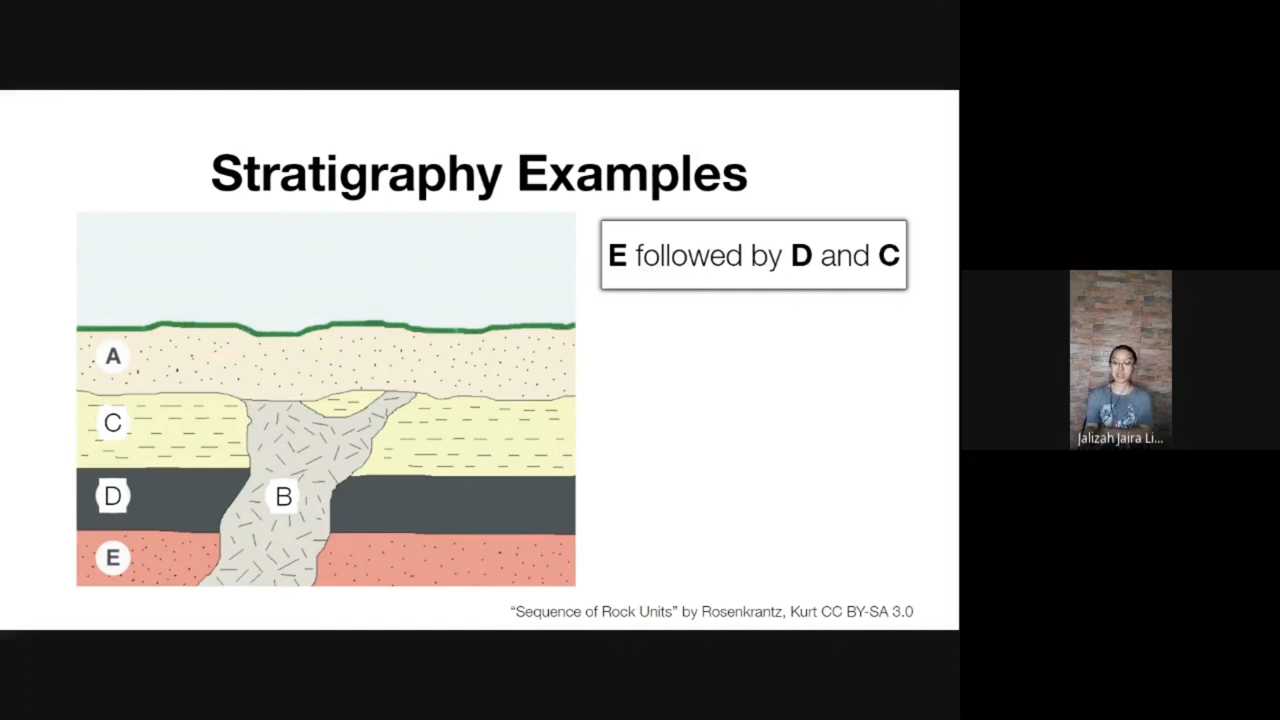 Stratigraphy Examples
E followed by D and C
A
C
D
B
E
“Sequence of Rock Units” by Rosenkrantz, Kurt CC BY-SA 3.0
Jalizah Jaira Li...